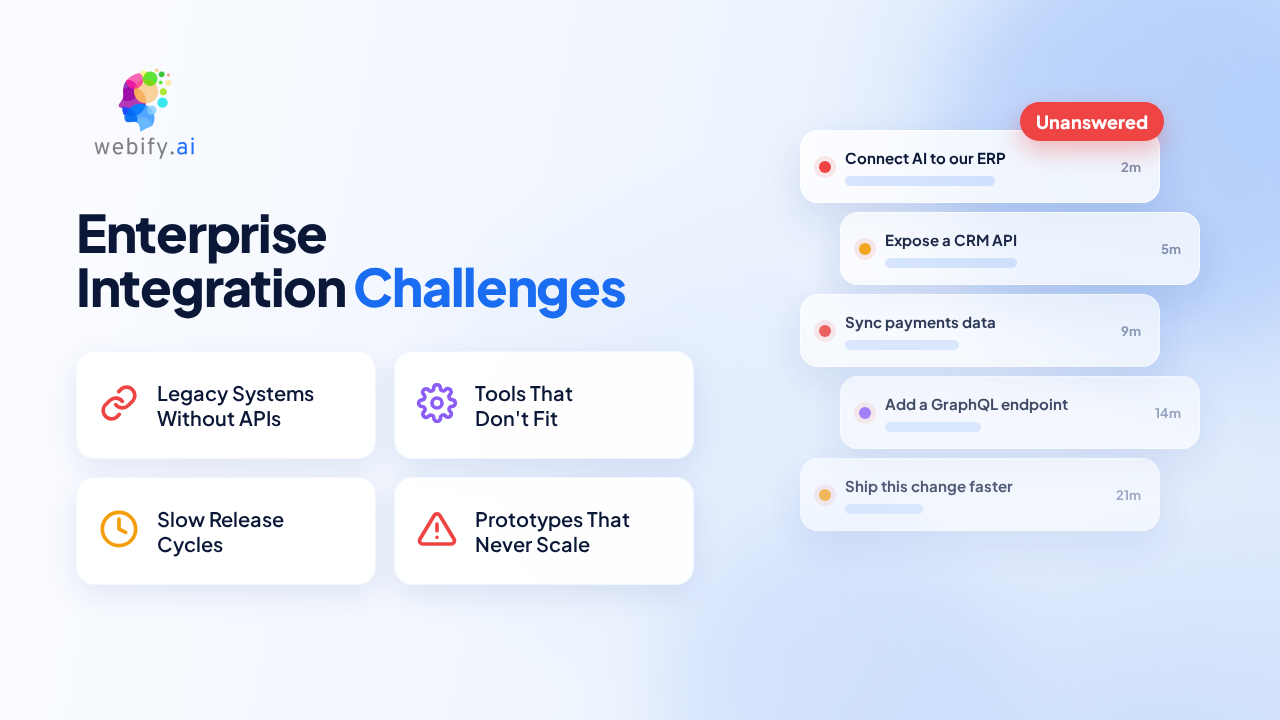 webify.ai
Enterprise
Integration Challenges
Legacy Systems
Without APIs
Tools That
Don't Fit
Slow Release
Cycles
Prototypes That
Never Scale
Unanswered
Connect AI to our ERP
2m
Expose a CRM API
5m
Sync payments data
9m
Add a GraphQL endpoint
14m
Ship this change faster
21m